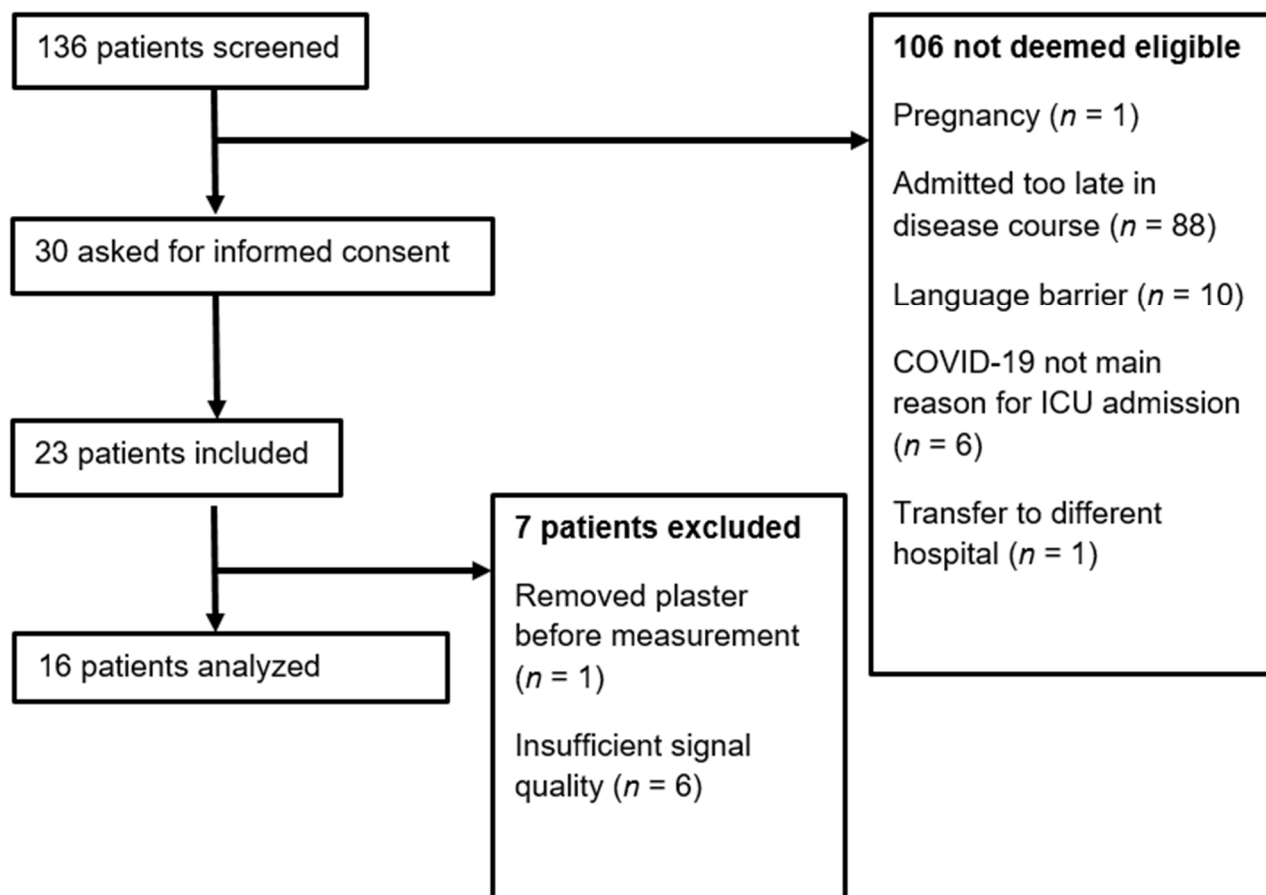 136 patients screened
30 asked for informed consent
23 patients included
16 patients analyzed
7 patients excluded
Removed plaster
before measurement
(n = 1)
Insufficient signal
quality (n = 6)
106 not deemed eligible
Pregnancy (n = 1)
Admitted too late in
disease course (n = 88)
Language barrier (n = 10)
COVID-19 not main
reason for ICU admission
(n = 6)
Transfer to different
hospital (n = 1)